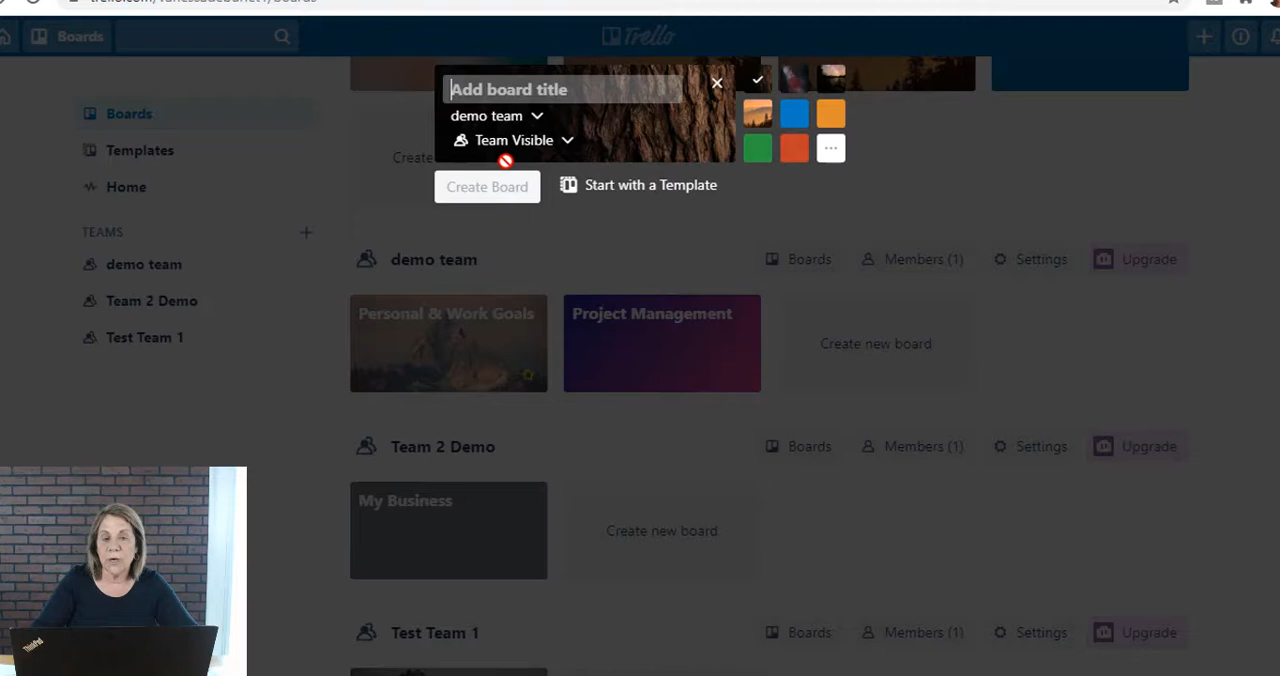 Boards
Trello
Add board title
demo team
Team Visible
Create Board
Start with a Template
Create
Boards
Templates
Home
TEAMS
demo team
Team 2 Demo
Test Team 1
demo team
Boards
Members (1)
Settings
Upgrade
Personal & Work Goals
Project Management
Create new board
Team 2 Demo
Boards
Members (1)
Settings
Upgrade
My Business
Create new board
Test Team 1
Boards
Members (1)
Settings
Upgrade
ThinkPad